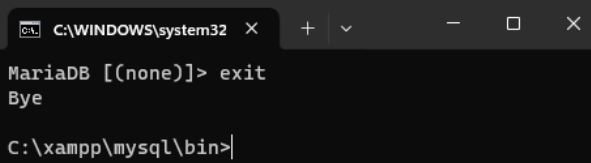 C:\WINDOWS\system32
MariaDB [(none)]> exit
Bye
C:\xampp\mysql\bin>